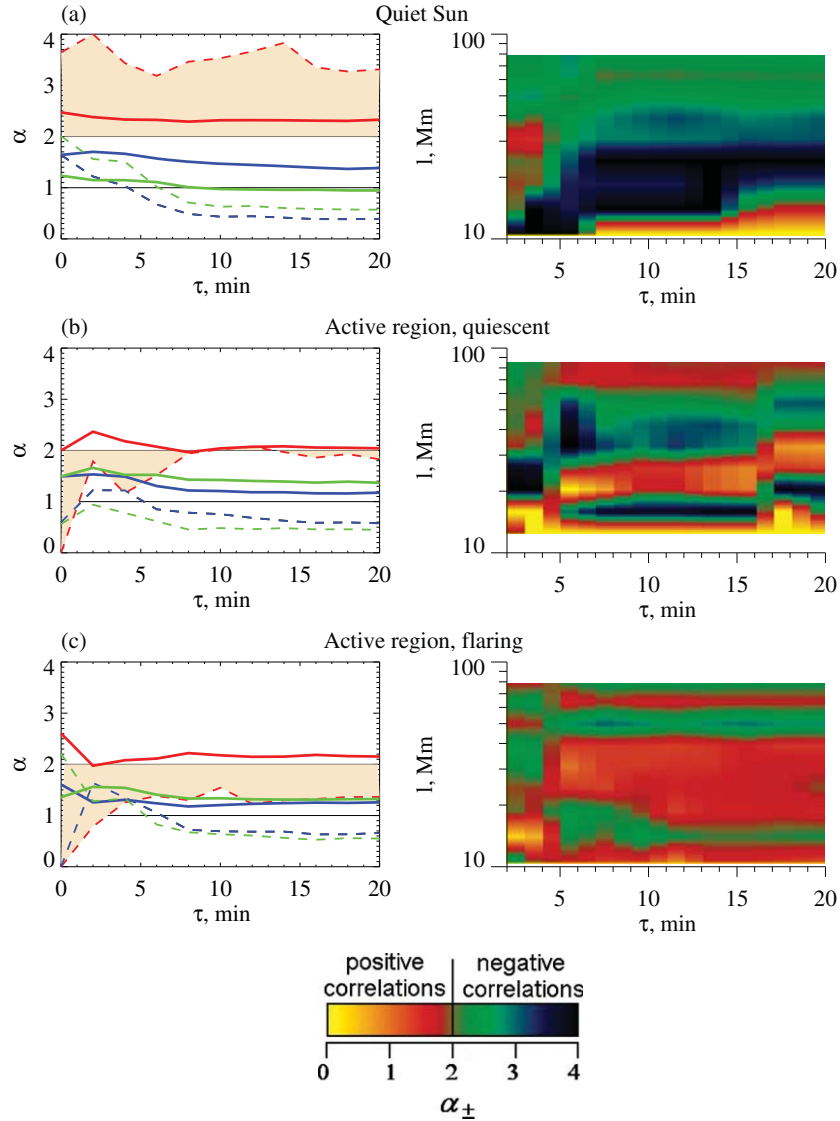 (a) Quiet Sun
4
3
2
1
0
α
0 5 10 15 20
τ, min
100
10
l, Mm
5 10 15 20
τ, min
(b) Active region, quiescent
4
3
2
1
0
α
0 5 10 15 20
τ, min
100
10
l, Mm
5 10 15 20
τ, min
(c) Active region, flaring
4
3
2
1
0
α
0 5 10 15 20
τ, min
100
10
l, Mm
5 10 15 20
τ, min
positive negative
correlations correlations
0 1 2 3 4
α±